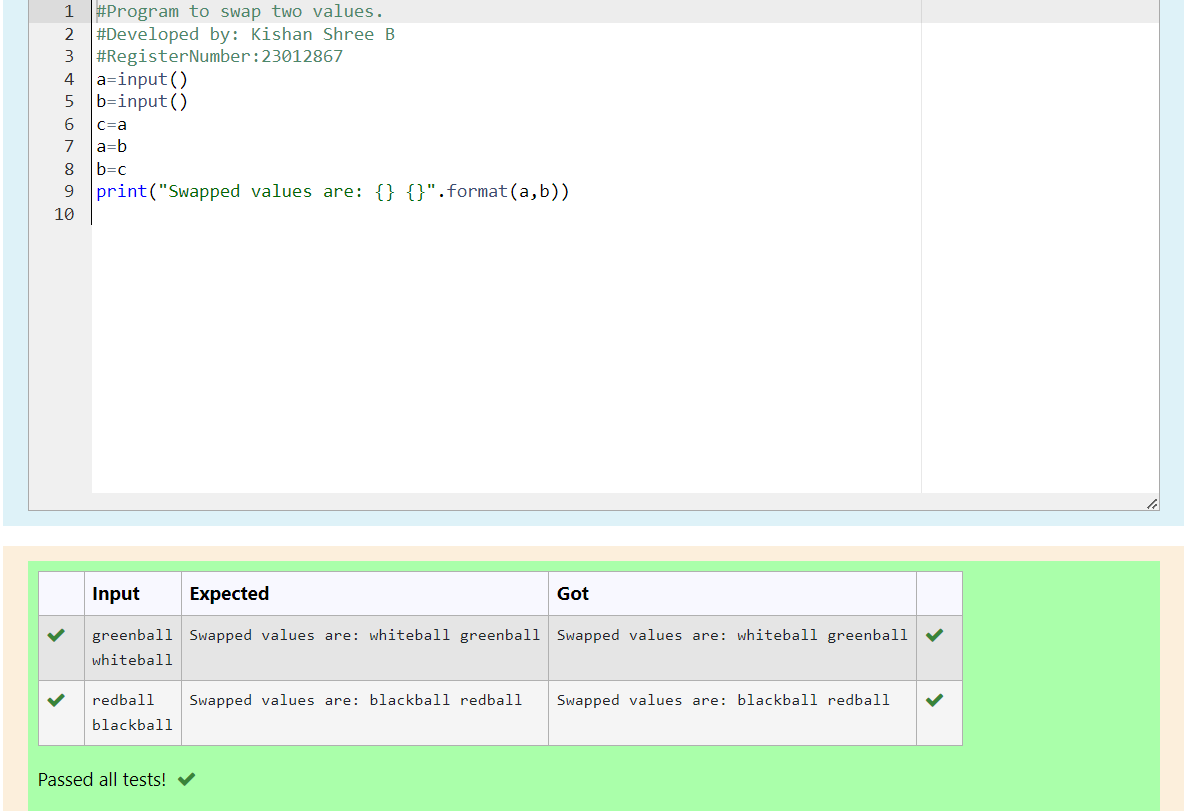 1 #Program to swap two values.
2 #Developed by: Kishan Shree B
3 #RegisterNumber:23012867
4 a=input()
5 b=input()
6 c=a
7 a=b
8 b=c
9 print("Swapped values are: {} {}".format(a,b))
10
Input Expected Got
greenball Swapped values are: whiteball greenball Swapped values are: whiteball greenball
whiteball
redball Swapped values are: blackball redball Swapped values are: blackball redball
blackball
Passed all tests!